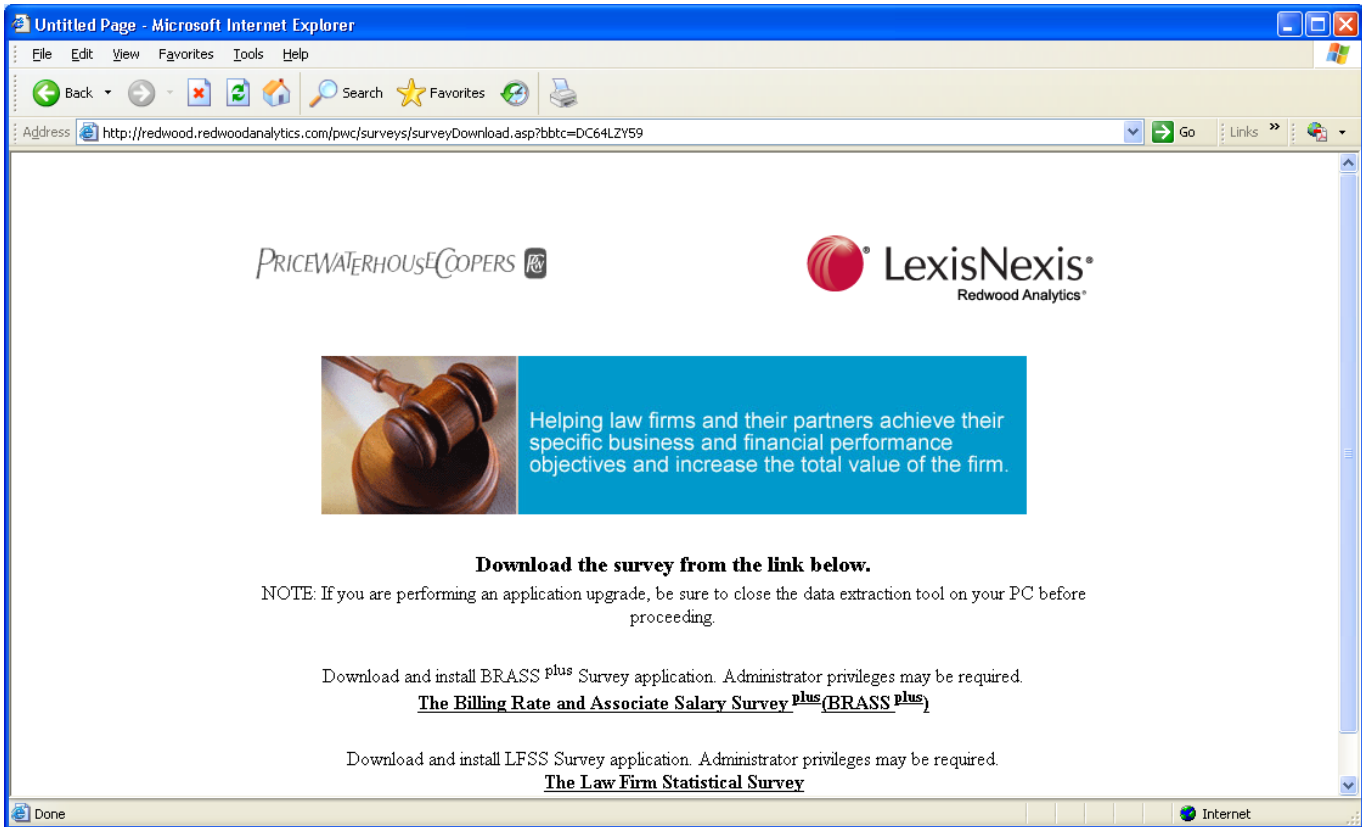 Untitled Page - Microsoft Internet Explorer
File Edit View Favorites Tools Help
Back Search Favorites
Address http://redwood.redwoodanalytics.com/pwc/surveys/surveyDownload.asp?bbtc=DC64LZY59 Go Links »
PRICEWATERHOUSECOOPERS PwC
LexisNexis®
Redwood Analytics®
Helping law firms and their partners achieve their
specific business and financial performance
objectives and increase the total value of the firm.
Download the survey from the link below.
NOTE: If you are performing an application upgrade, be sure to close the data extraction tool on your PC before
proceeding.
Download and install BRASS plus Survey application. Administrator privileges may be required.
The Billing Rate and Associate Salary Survey plus(BRASS plus)
Download and install LFSS Survey application. Administrator privileges may be required.
The Law Firm Statistical Survey
Done Internet